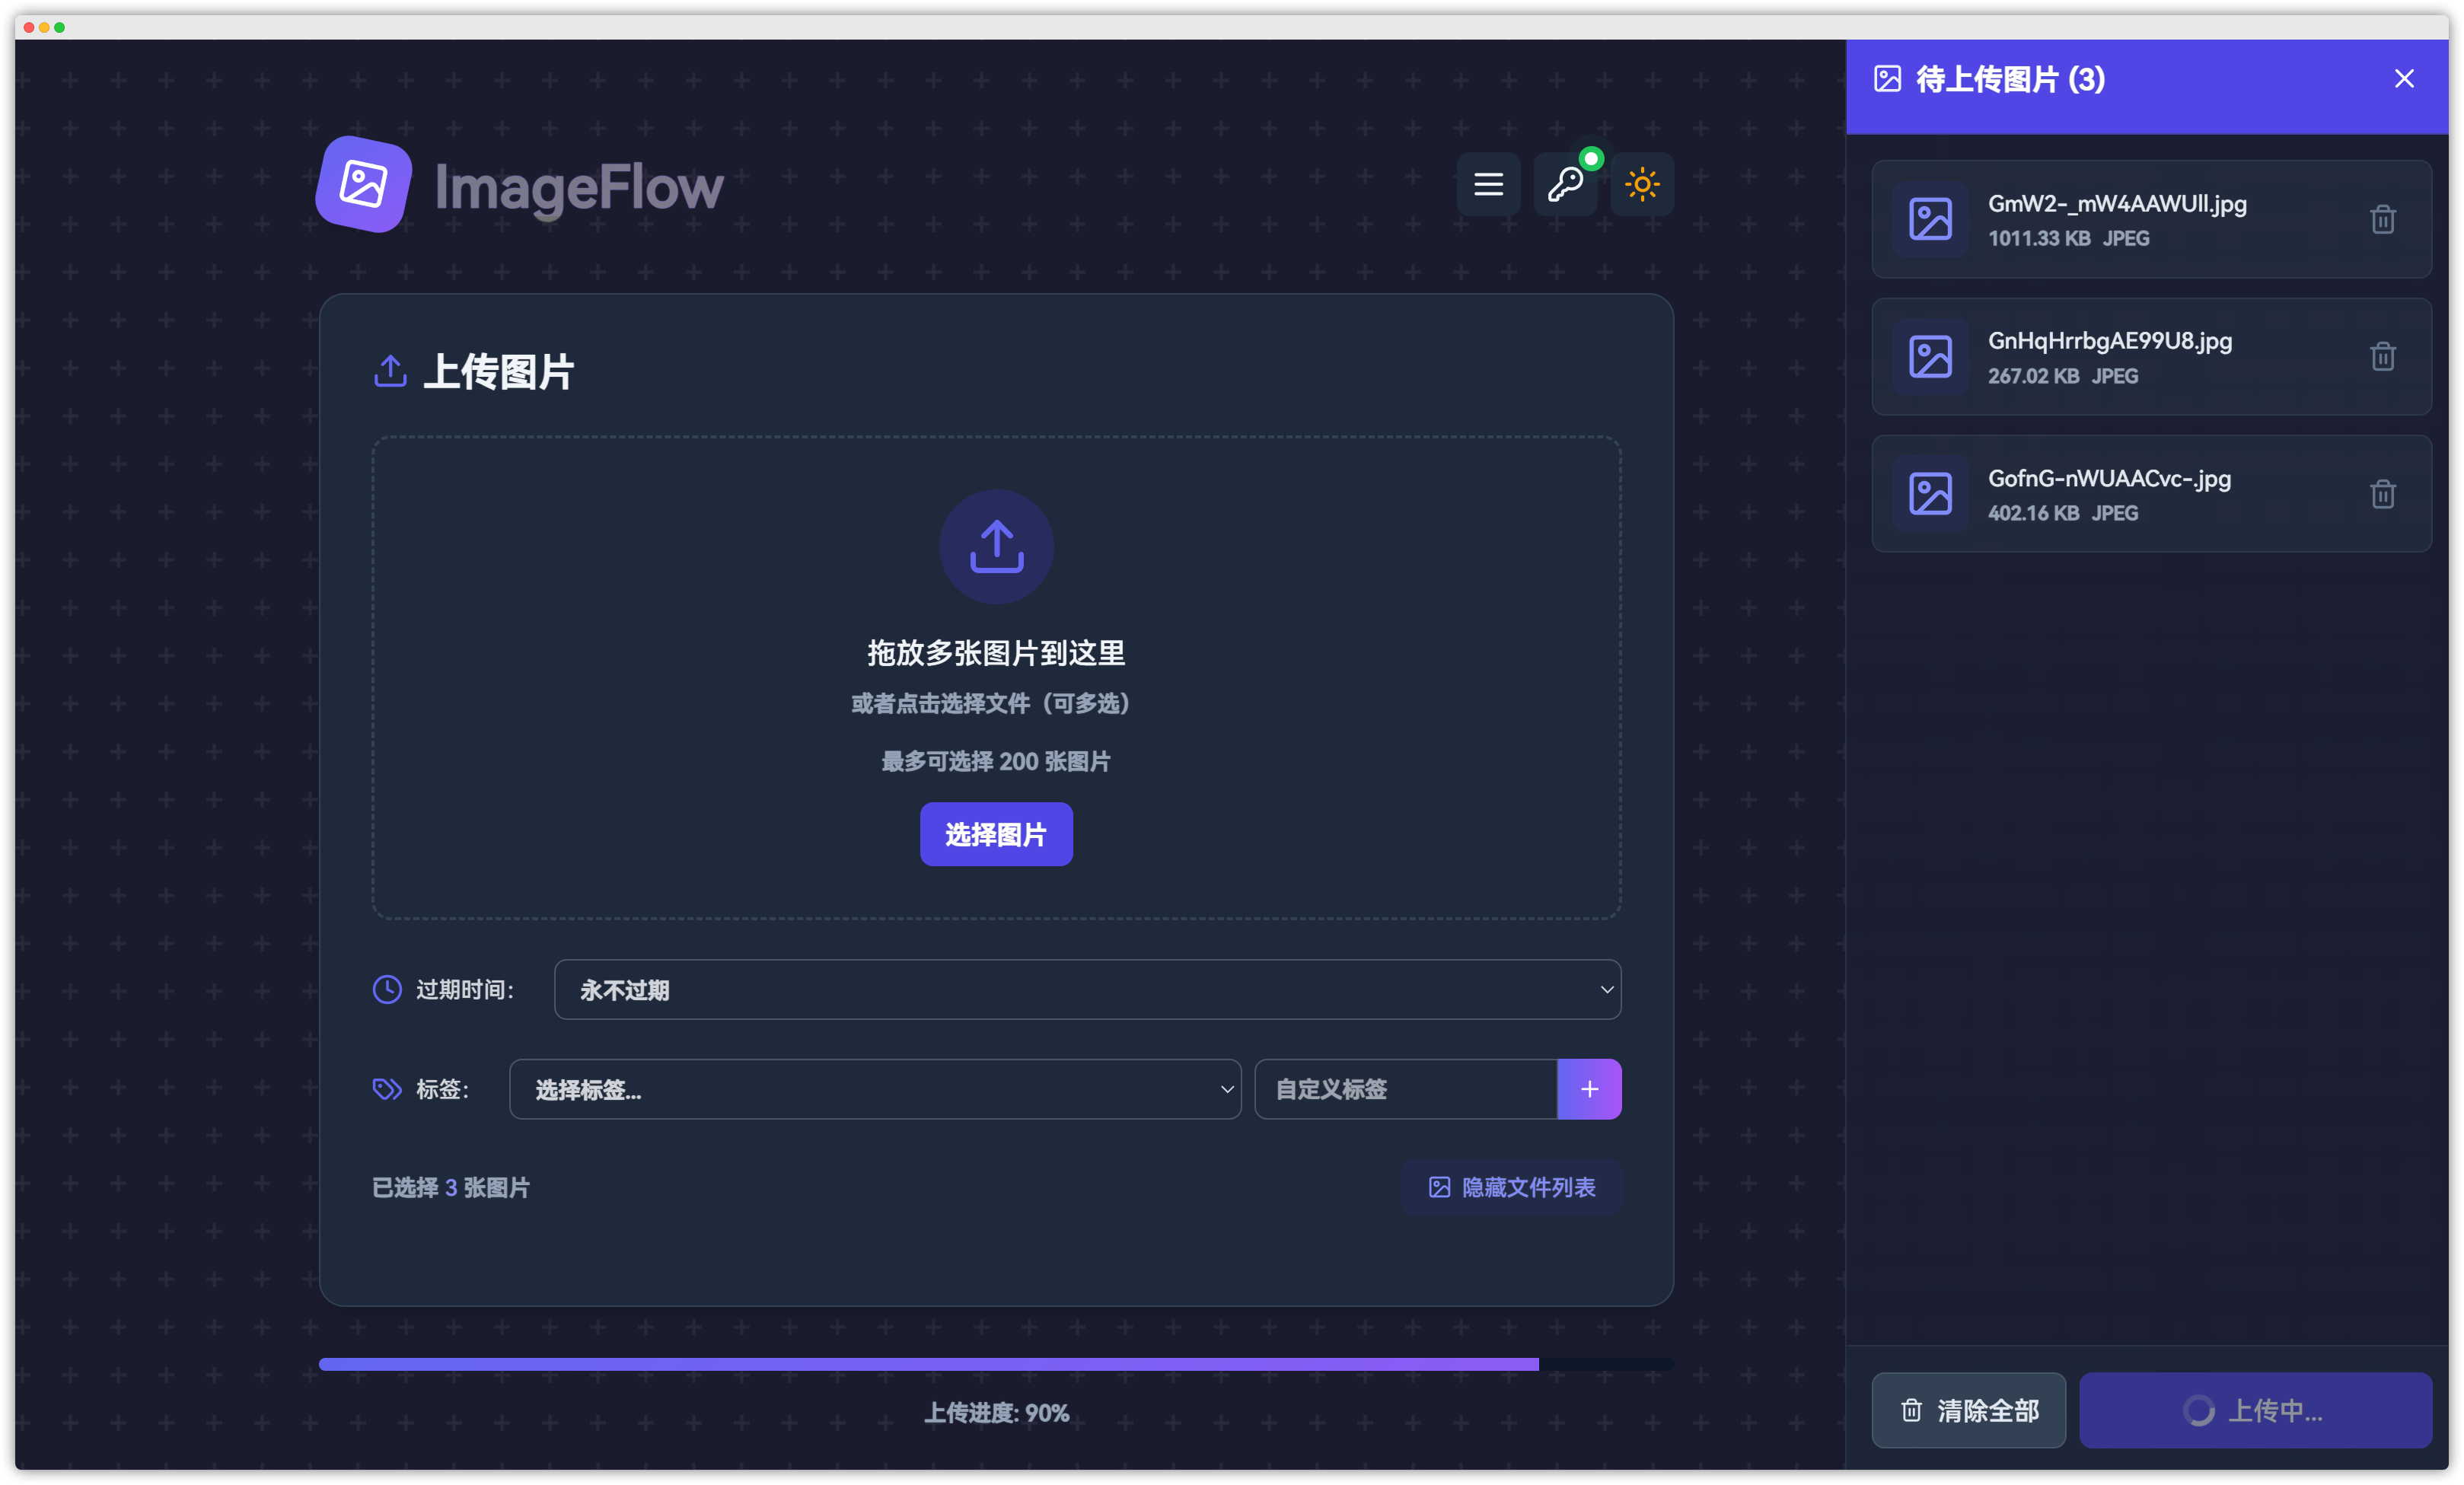 ImageFlow
上传图片
拖放多张图片到这里
或者点击选择文件（可多选）
最多可选择 200 张图片
选择图片
过期时间：
永不过期
标签：
选择标签...
自定义标签
+
已选择 3 张图片
隐藏文件列表
上传进度: 90%
待上传图片 (3)
GmW2-_mW4AAWUll.jpg
1011.33 KB JPEG
GnHqHrrbgAE99U8.jpg
267.02 KB JPEG
GofnG-nWUAACvc-.jpg
402.16 KB JPEG
清除全部
上传中...